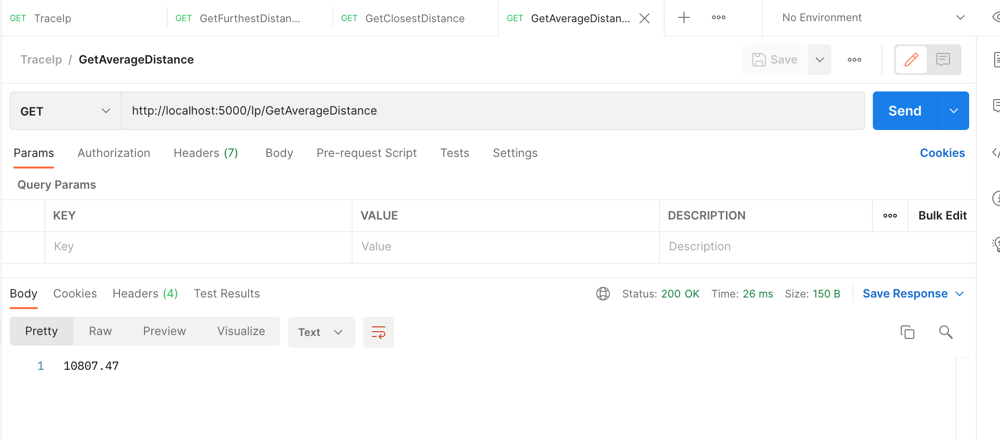 GET TraceIp GET GetFurthestDistan... GET GetClosestDistance GET GetAverageDistan... No Environment
TraceIp / GetAverageDistance Save
GET http://localhost:5000/Ip/GetAverageDistance Send
Params Authorization Headers (7) Body Pre-request Script Tests Settings Cookies
Query Params
KEY VALUE DESCRIPTION Bulk Edit
Key Value Description
Body Cookies Headers (4) Test Results Status: 200 OK Time: 26 ms Size: 150 B Save Response
Pretty Raw Preview Visualize Text
1 10807.47